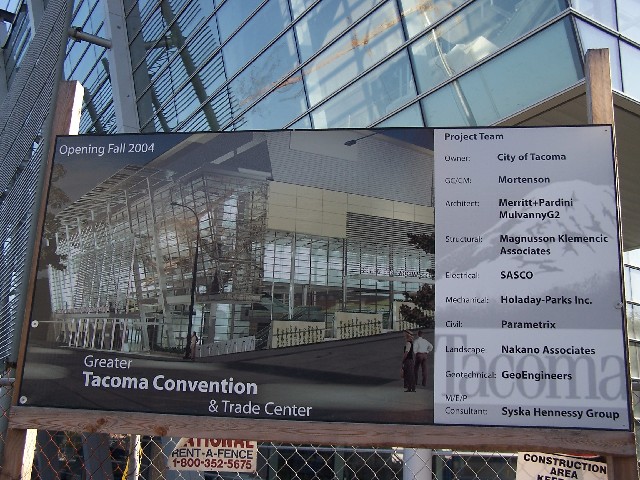 Opening Fall 2004
Greater
Tacoma Convention
& Trade Center
Project Team
Owner: City of Tacoma
GC/CM: Mortenson
Architect: Merritt+Pardini
MulvannyG2
Structural: Magnusson Klemencic
Associates
Electrical: SASCO
Mechanical: Holaday-Parks Inc.
Civil: Parametrix
Landscape: Nakano Associates
Geotechnical: GeoEngineers
M/E/P
Consultant: Syska Hennessy Group
Tacoma
NATIONAL
RENT-A-FENCE
1-800-352-5675
CONSTRUCTION
AREA